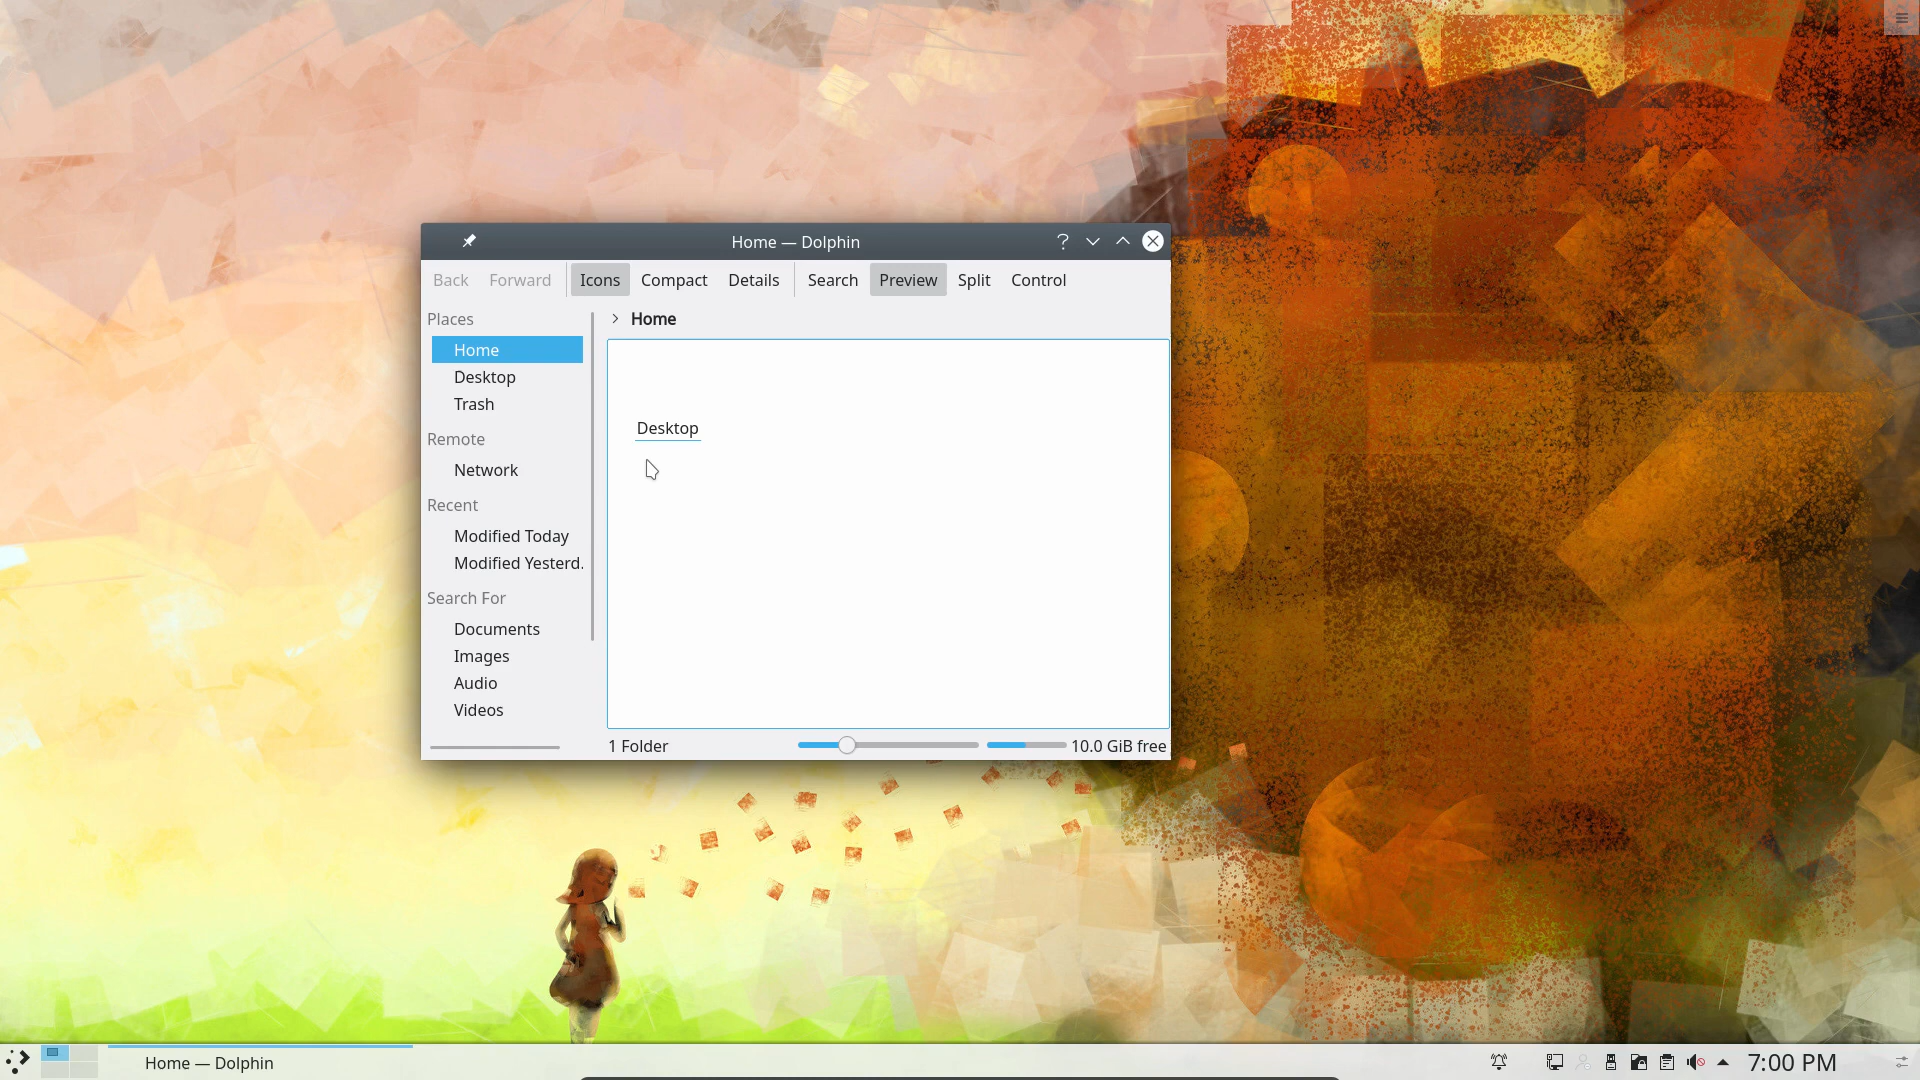 Home — Dolphin
Back Forward Icons Compact Details Search Preview Split Control
Places
Home
Desktop
Trash
Remote
Network
Recent
Modified Today
Modified Yesterd.
Search For
Documents
Images
Audio
Videos
> Home
Desktop
1 Folder
10.0 GiB free
Home — Dolphin
7:00 PM